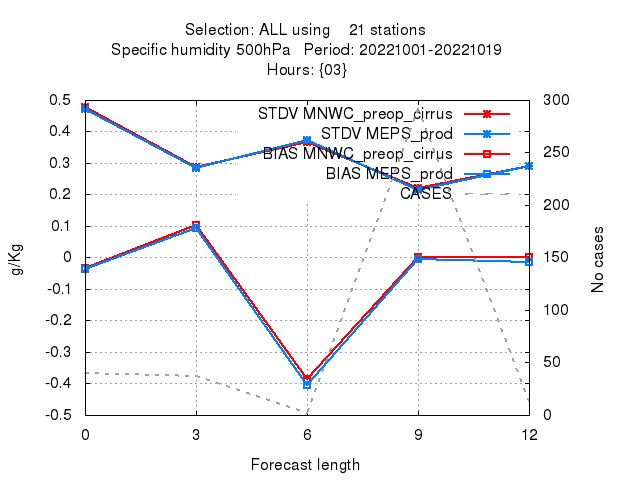 Selection: ALL using    21 stations
Specific humidity 500hPa   Period: 20221001-20221019
Hours: {03}
0.5
0.4
0.3
0.2
0.1
0
-0.1
-0.2
-0.3
-0.4
-0.5
g/Kg
STDV MNWC_preop_cirrus
STDV MEPS_prod
BIAS MNWC_preop_cirrus
BIAS MEPS_prod
CASES
300
250
200
150
100
50
0
No cases
0 3 6 9 12
Forecast length